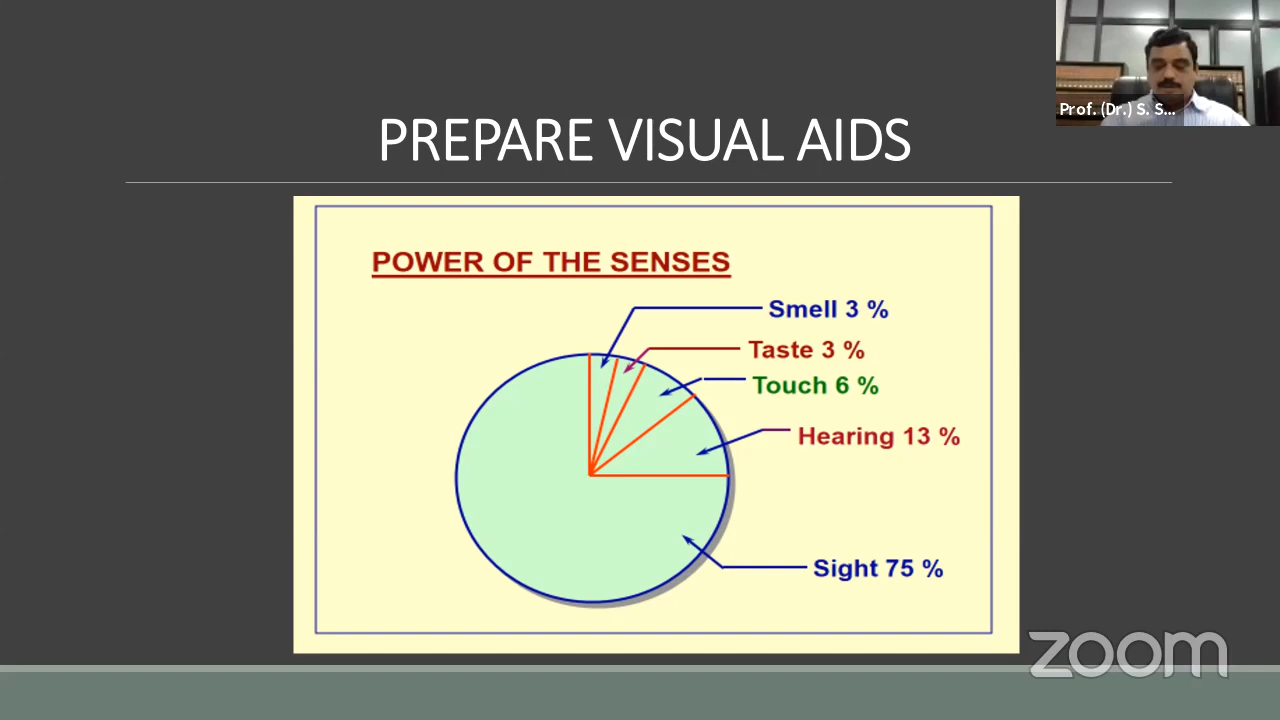 Prof. (Dr.) S. S...
PREPARE VISUAL AIDS
POWER OF THE SENSES
Smell 3 %
Taste 3 %
Touch 6 %
Hearing 13 %
Sight 75 %
zoom